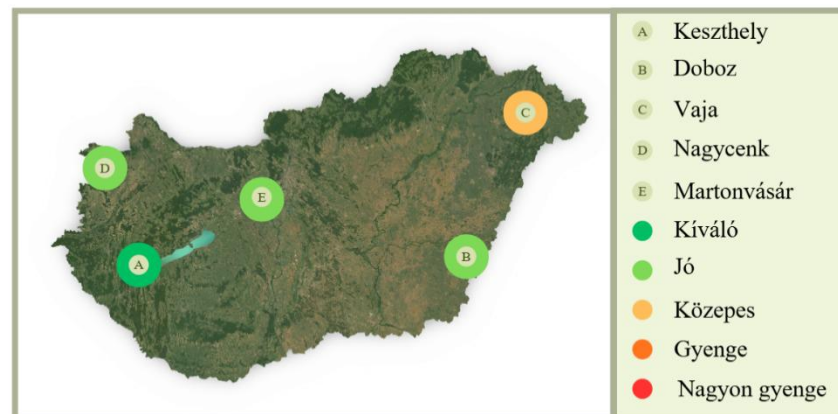 D
E
A
C
B
A Keszthely
B Doboz
C Vaja
D Nagycenk
E Martonvásár
Kíváló
Jó
Közepes
Gyenge
Nagyon gyenge